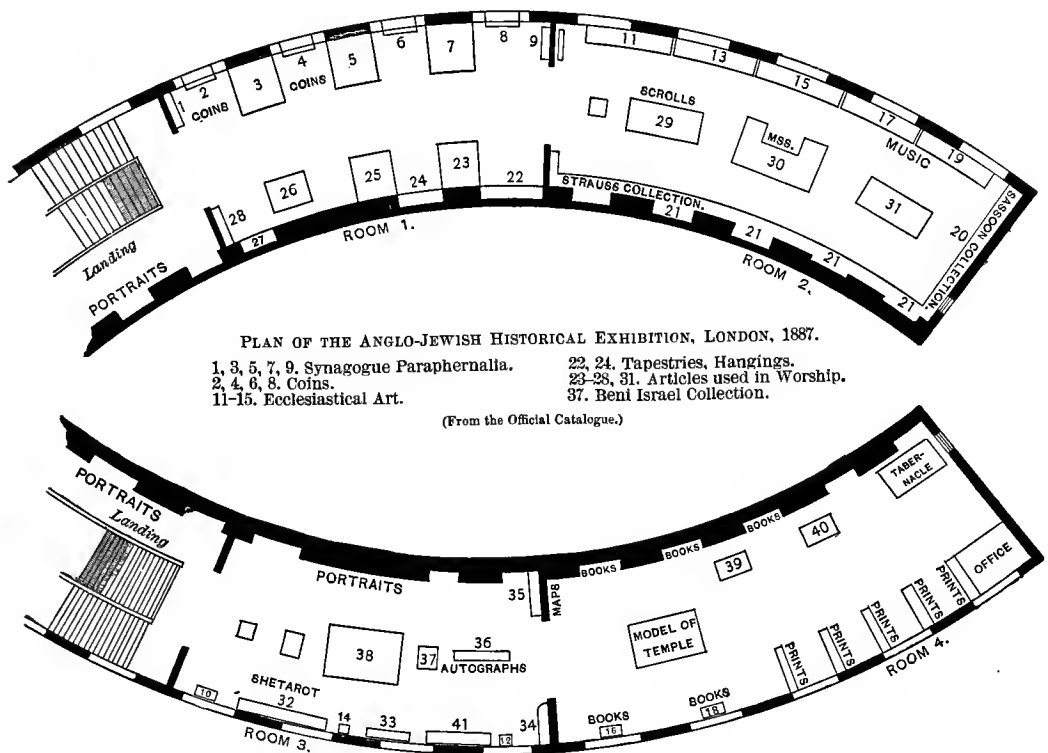 1
2
COINS
3
4
COINS
5
6
7
8
9
11
13
15
17
19
SCROLLS
29
MSS.
30
MUSIC
31
20
SASSOON COLLECTION.
Landing
PORTRAITS
28
27
26
25
24
23
22
ROOM 1.
STRAUSS COLLECTION.
21
21
21
21
ROOM 2.
PLAN OF THE ANGLO-JEWISH HISTORICAL EXHIBITION, LONDON, 1887.
1, 3, 5, 7, 9. Synagogue Paraphernalia.
2, 4, 6, 8. Coins.
11-15. Ecclesiastical Art.
22, 24. Tapestries, Hangings.
23-28, 31. Articles used in Worship.
37. Beni Israel Collection.
(From the Official Catalogue.)
PORTRAITS
Landing
PORTRAITS
35
MAPS
BOOKS
BOOKS
BOOKS
TABER-
NACLE
39
40
OFFICE
38
37
36
AUTOGRAPHS
MODEL OF
TEMPLE
PRINTS
PRINTS
PRINTS
PRINTS
PRINTS
SHETAROT
10
32
14
33
41
12
34
BOOKS
16
BOOKS
18
ROOM 3.
ROOM 4.